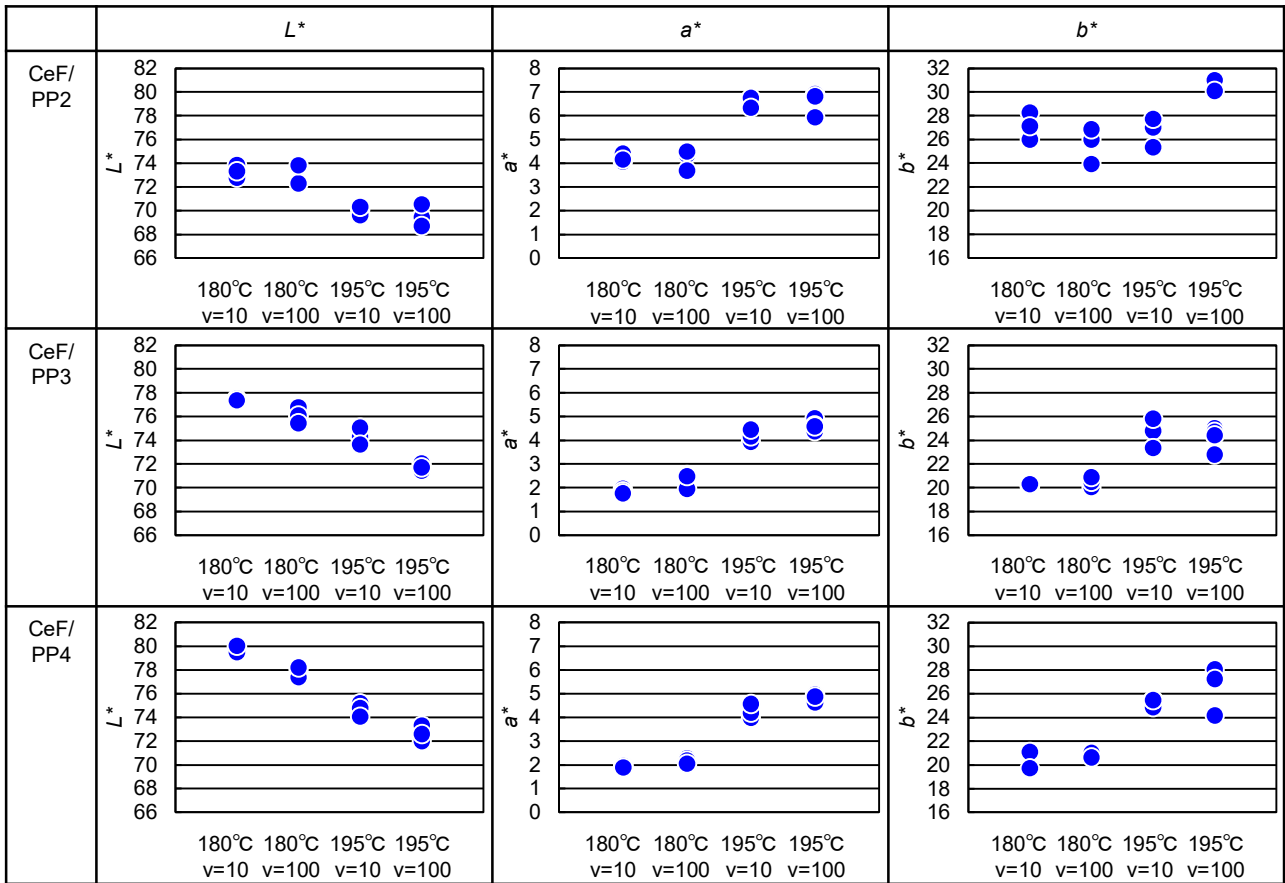 L* a* b*
CeF/
PP2
L*
82
80
78
76
74
72
70
68
66
180℃ 180℃ 195℃ 195℃
v=10 v=100 v=10 v=100
a*
8
7
6
5
4
3
2
1
0
180℃ 180℃ 195℃ 195℃
v=10 v=100 v=10 v=100
b*
32
30
28
26
24
22
20
18
16
180℃ 180℃ 195℃ 195℃
v=10 v=100 v=10 v=100
CeF/
PP3
L*
82
80
78
76
74
72
70
68
66
180℃ 180℃ 195℃ 195℃
v=10 v=100 v=10 v=100
a*
8
7
6
5
4
3
2
1
0
180℃ 180℃ 195℃ 195℃
v=10 v=100 v=10 v=100
b*
32
30
28
26
24
22
20
18
16
180℃ 180℃ 195℃ 195℃
v=10 v=100 v=10 v=100
CeF/
PP4
L*
82
80
78
76
74
72
70
68
66
180℃ 180℃ 195℃ 195℃
v=10 v=100 v=10 v=100
a*
8
7
6
5
4
3
2
1
0
180℃ 180℃ 195℃ 195℃
v=10 v=100 v=10 v=100
b*
32
30
28
26
24
22
20
18
16
180℃ 180℃ 195℃ 195℃
v=10 v=100 v=10 v=100